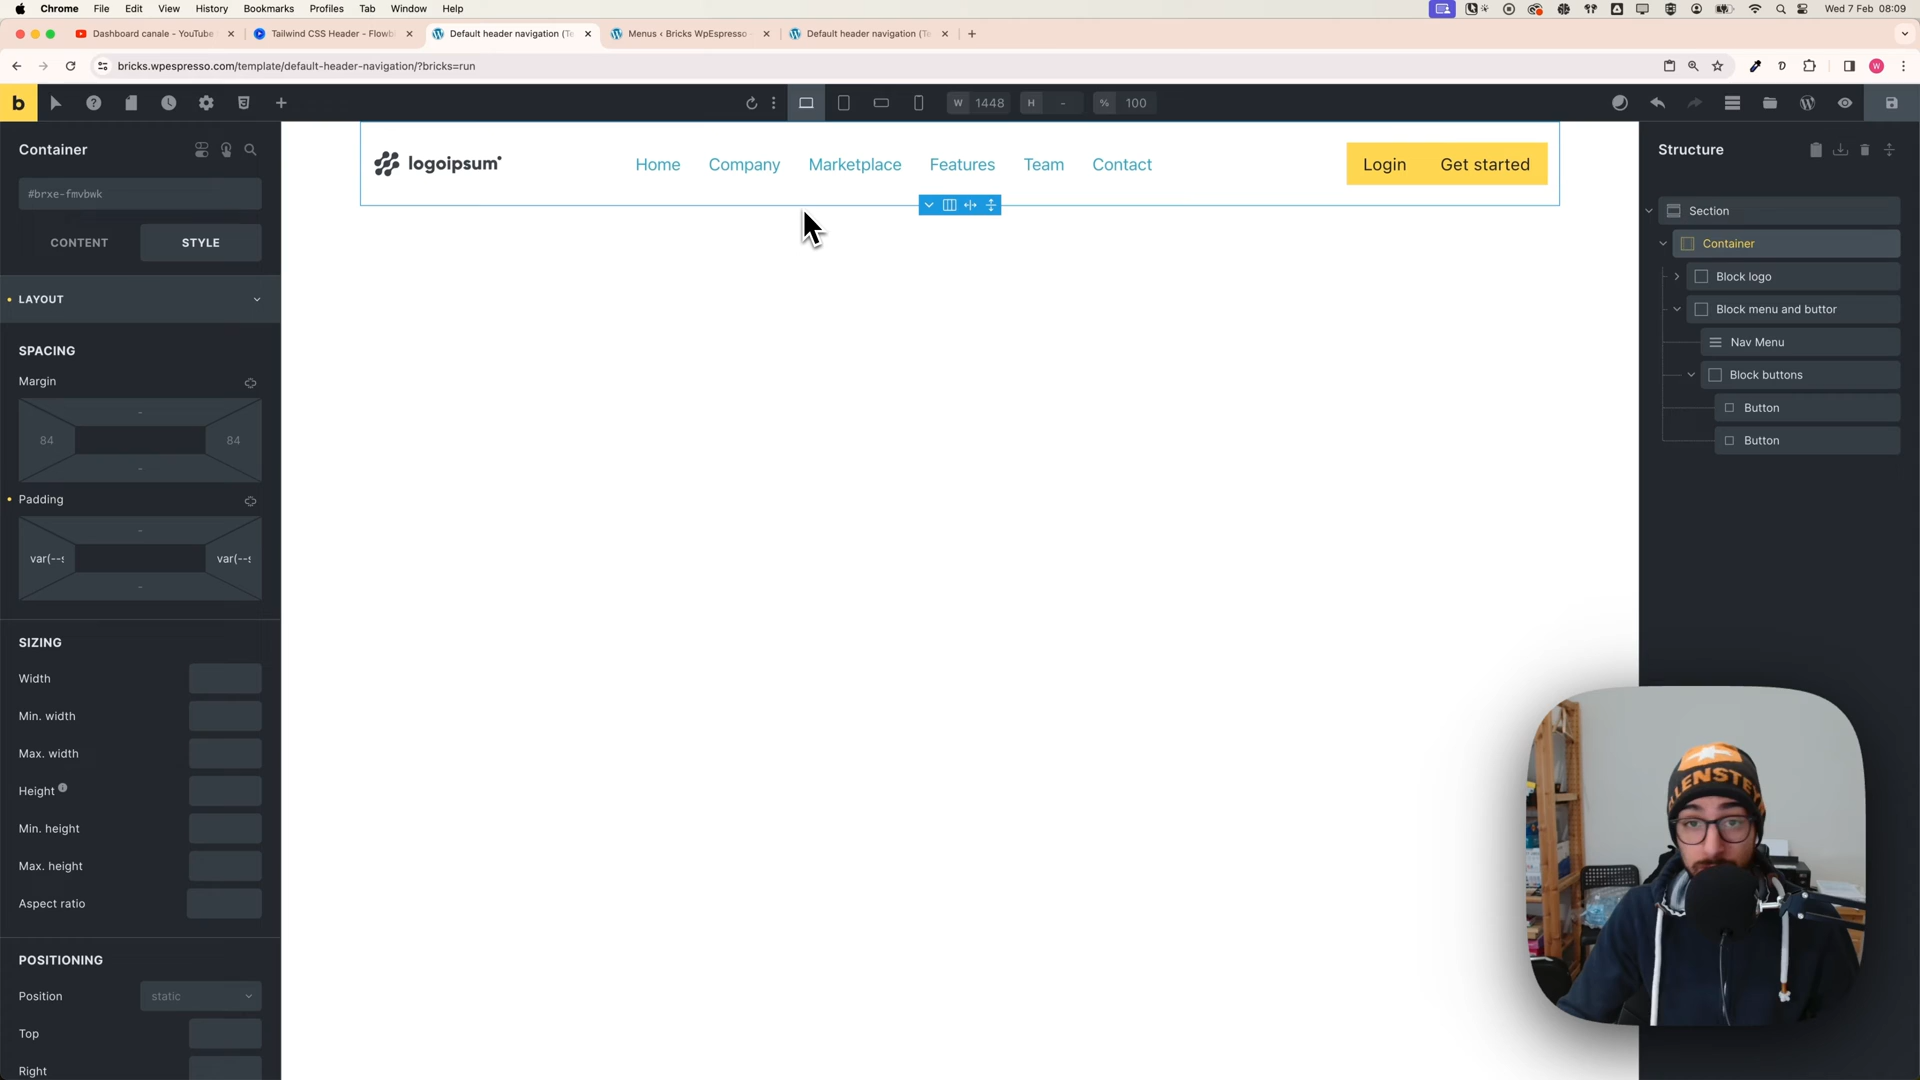 Chrome File Edit View History Bookmarks Profiles Tab Window Help
Wed 7 Feb 08:09
Dashboard canale - YouTube
Tailwind CSS Header - Flowb
Default header navigation (Te
Menus ‹ Bricks WpEspresso
Default header navigation (Te
bricks.wpespresso.com/template/default-header-navigation/?bricks=run
W
b
W 1448 H - % 100
Container
#brxe-fmvbwk
CONTENT STYLE
LAYOUT
SPACING
Margin
-
84 84
-
Padding
-
var(--s var(--s
-
SIZING
Width
Min. width
Max. width
Height
Min. height
Max. height
Aspect ratio
POSITIONING
Position static
Top
Right
logoipsum
Home Company Marketplace Features Team Contact
Login Get started
Structure
Section
Container
Block logo
Block menu and buttor
Nav Menu
Block buttons
Button
Button